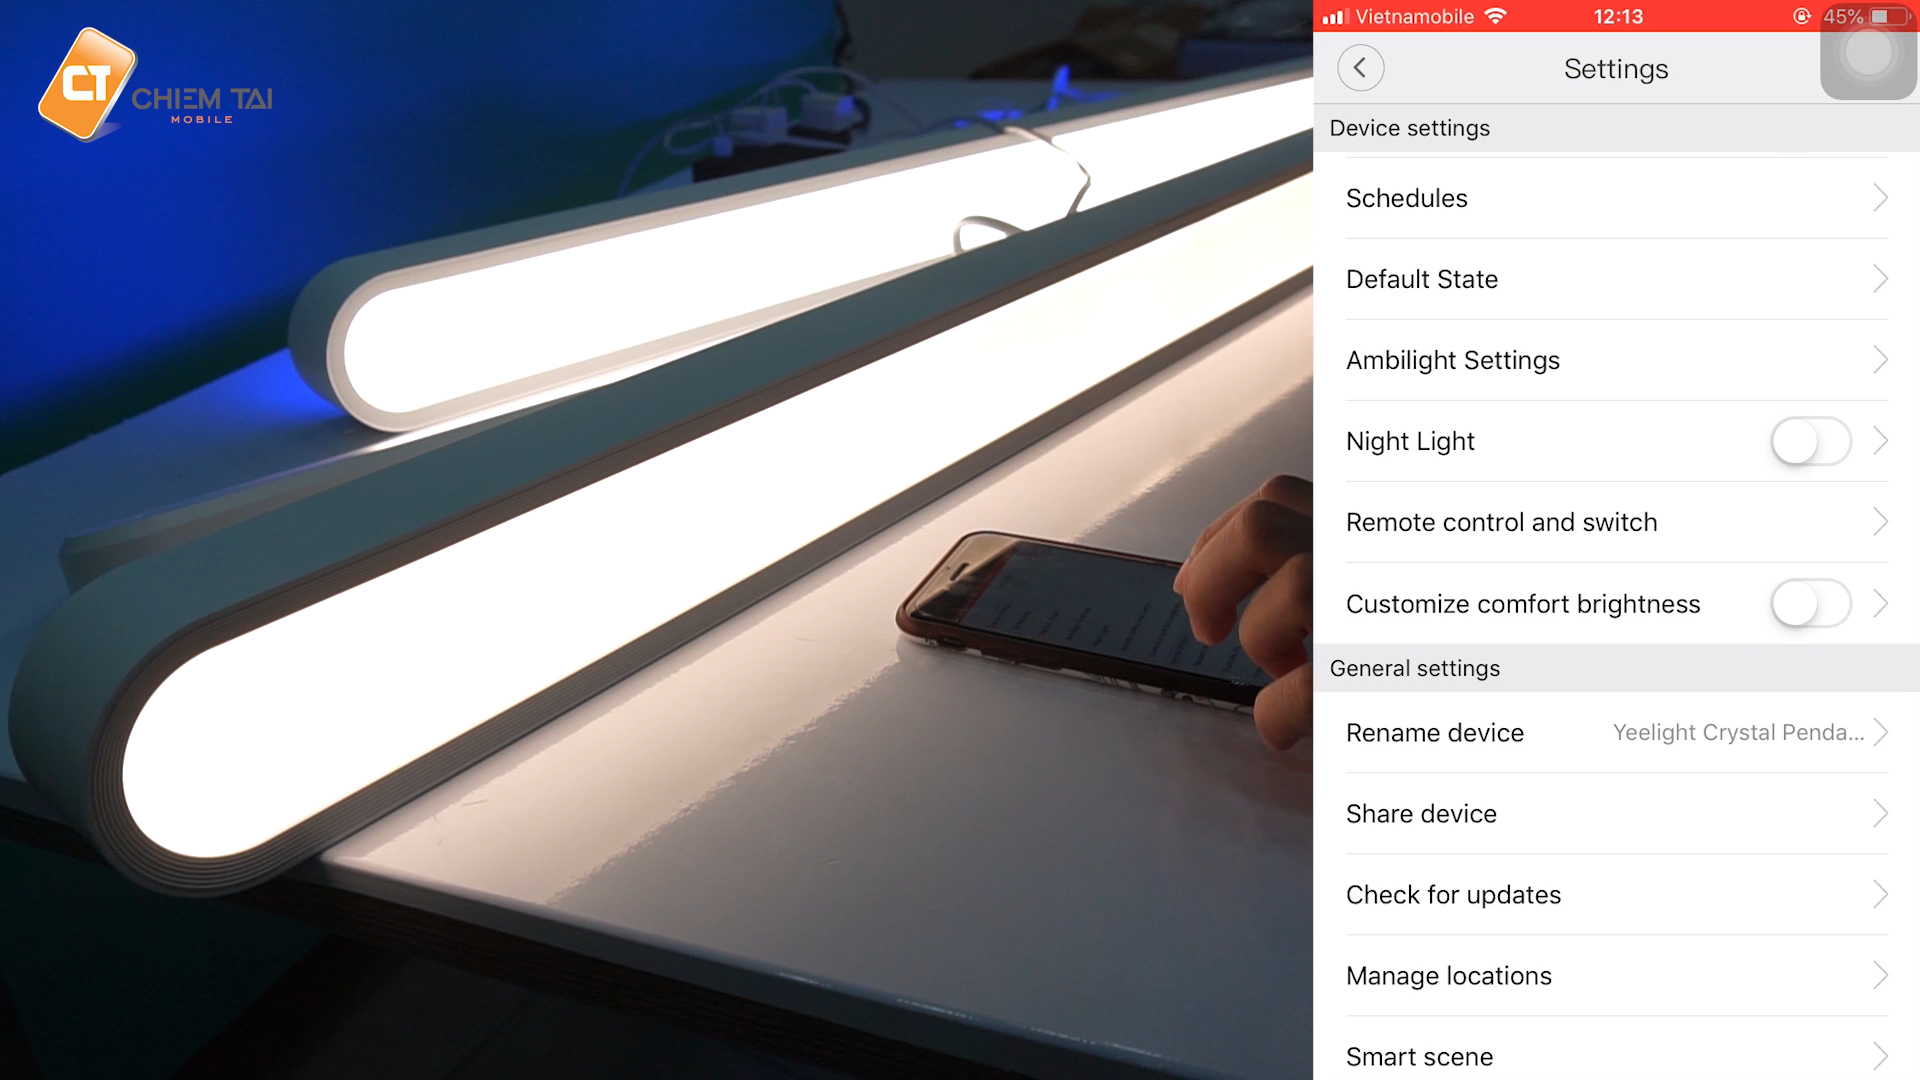 CT
CHIEM TAI
MOBILE
Vietnamobile
12:13
45%
Settings
Device settings
Schedules
Default State
Ambilight Settings
Night Light
Remote control and switch
Customize comfort brightness
General settings
Rename device
Yeelight Crystal Penda...
Share device
Check for updates
Manage locations
Smart scene